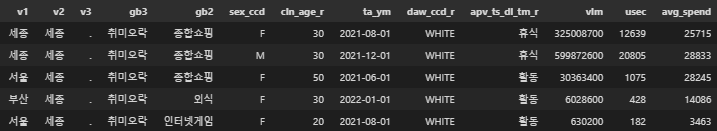 v1 v2 v3 gb3 gb2 sex_ccd cln_age_r ta_ym daw_ccd_r apv_ts_dl_tm_r vlm usec avg_spend
세종 세종 . 취미오락 종합쇼핑 F 30 2021-08-01 WHITE 휴식 325008700 12639 25715
세종 세종 . 취미오락 종합쇼핑 M 30 2021-12-01 WHITE 휴식 599872600 20805 28833
서울 세종 . 취미오락 종합쇼핑 F 50 2021-06-01 WHITE 활동 30363400 1075 28245
부산 세종 . 취미오락 외식 F 30 2022-01-01 WHITE 활동 6028600 428 14086
서울 세종 . 취미오락 인터넷게임 F 20 2021-08-01 WHITE 활동 630200 182 3463